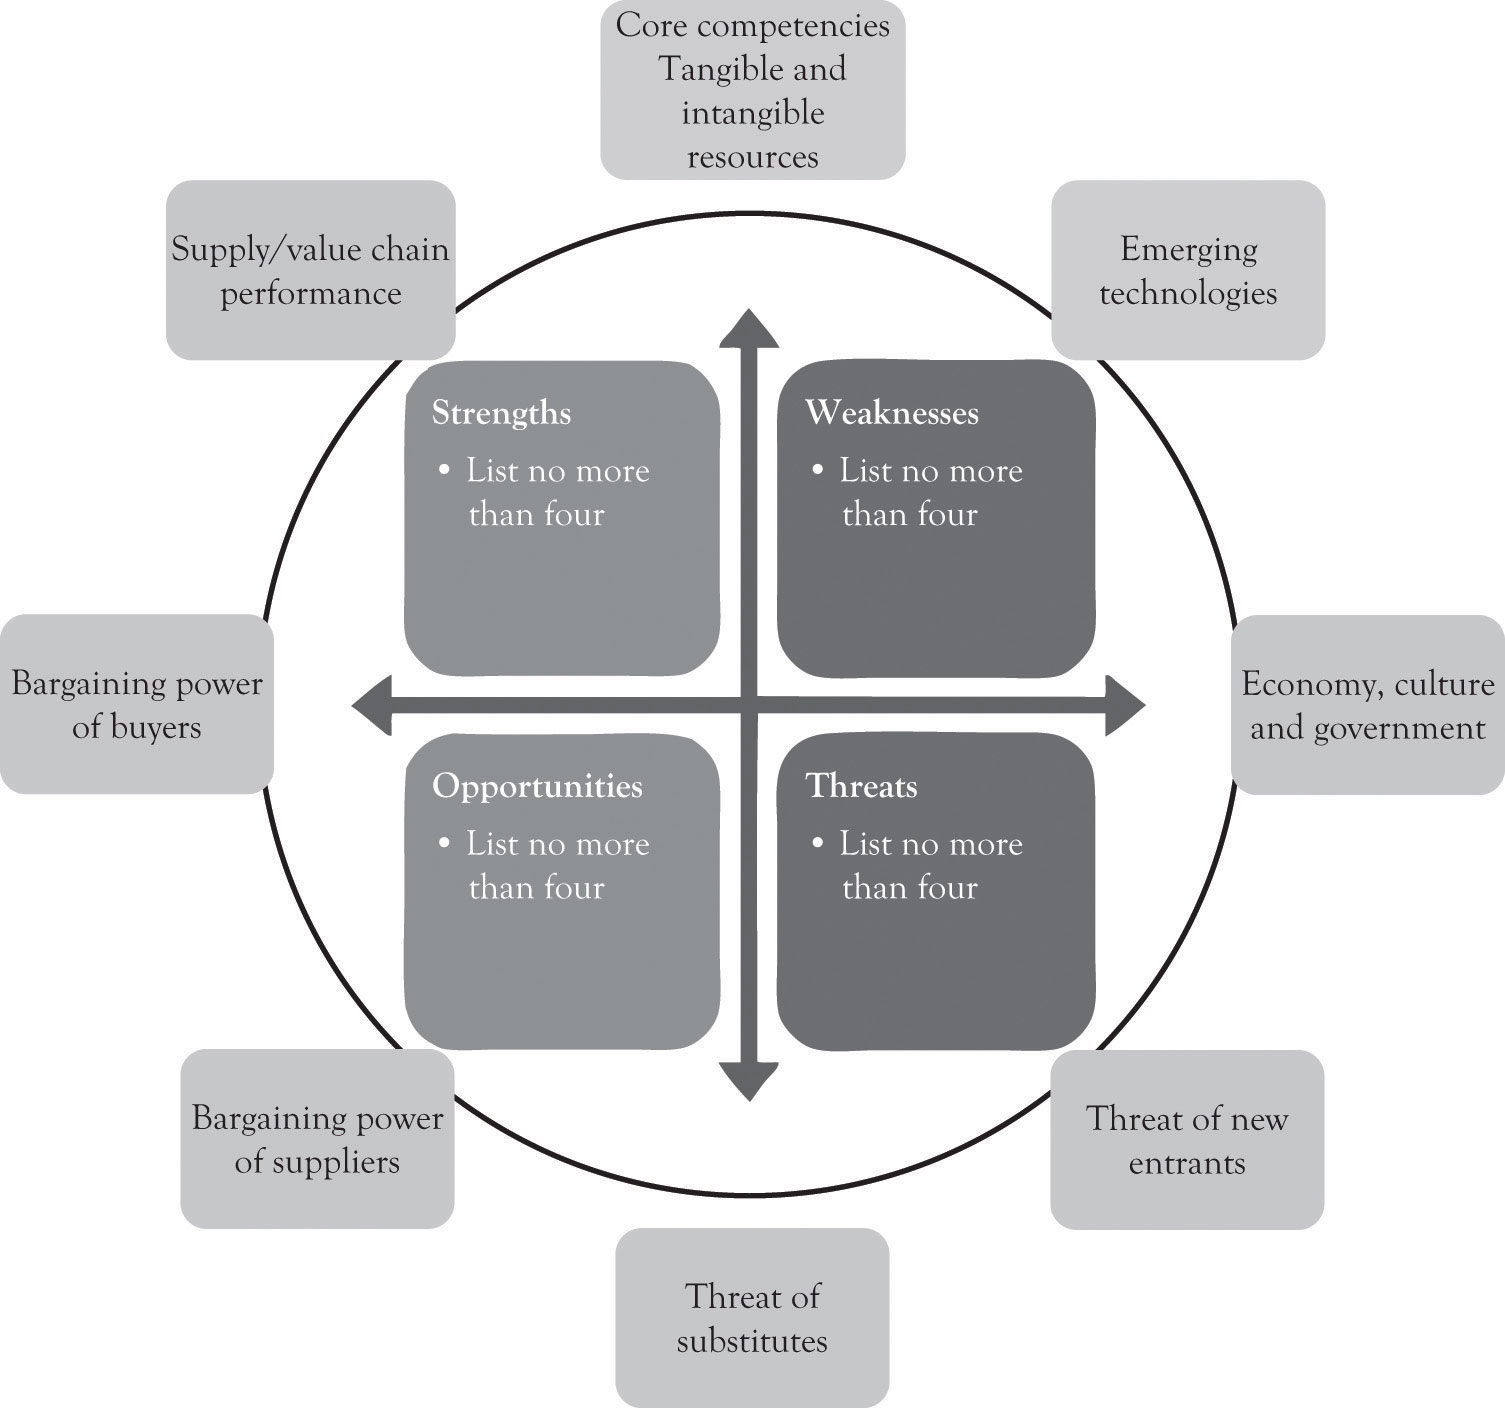 Core competencies
Tangible and
intangible
resources
Supply/value chain
performance
Emerging
technologies
Strengths
• List no more
than four
Weaknesses
• List no more
than four
Bargaining power
of buyers
Economy, culture
and government
Opportunities
• List no more
than four
Threats
• List no more
than four
Bargaining power
of suppliers
Threat of new
entrants
Threat of
substitutes